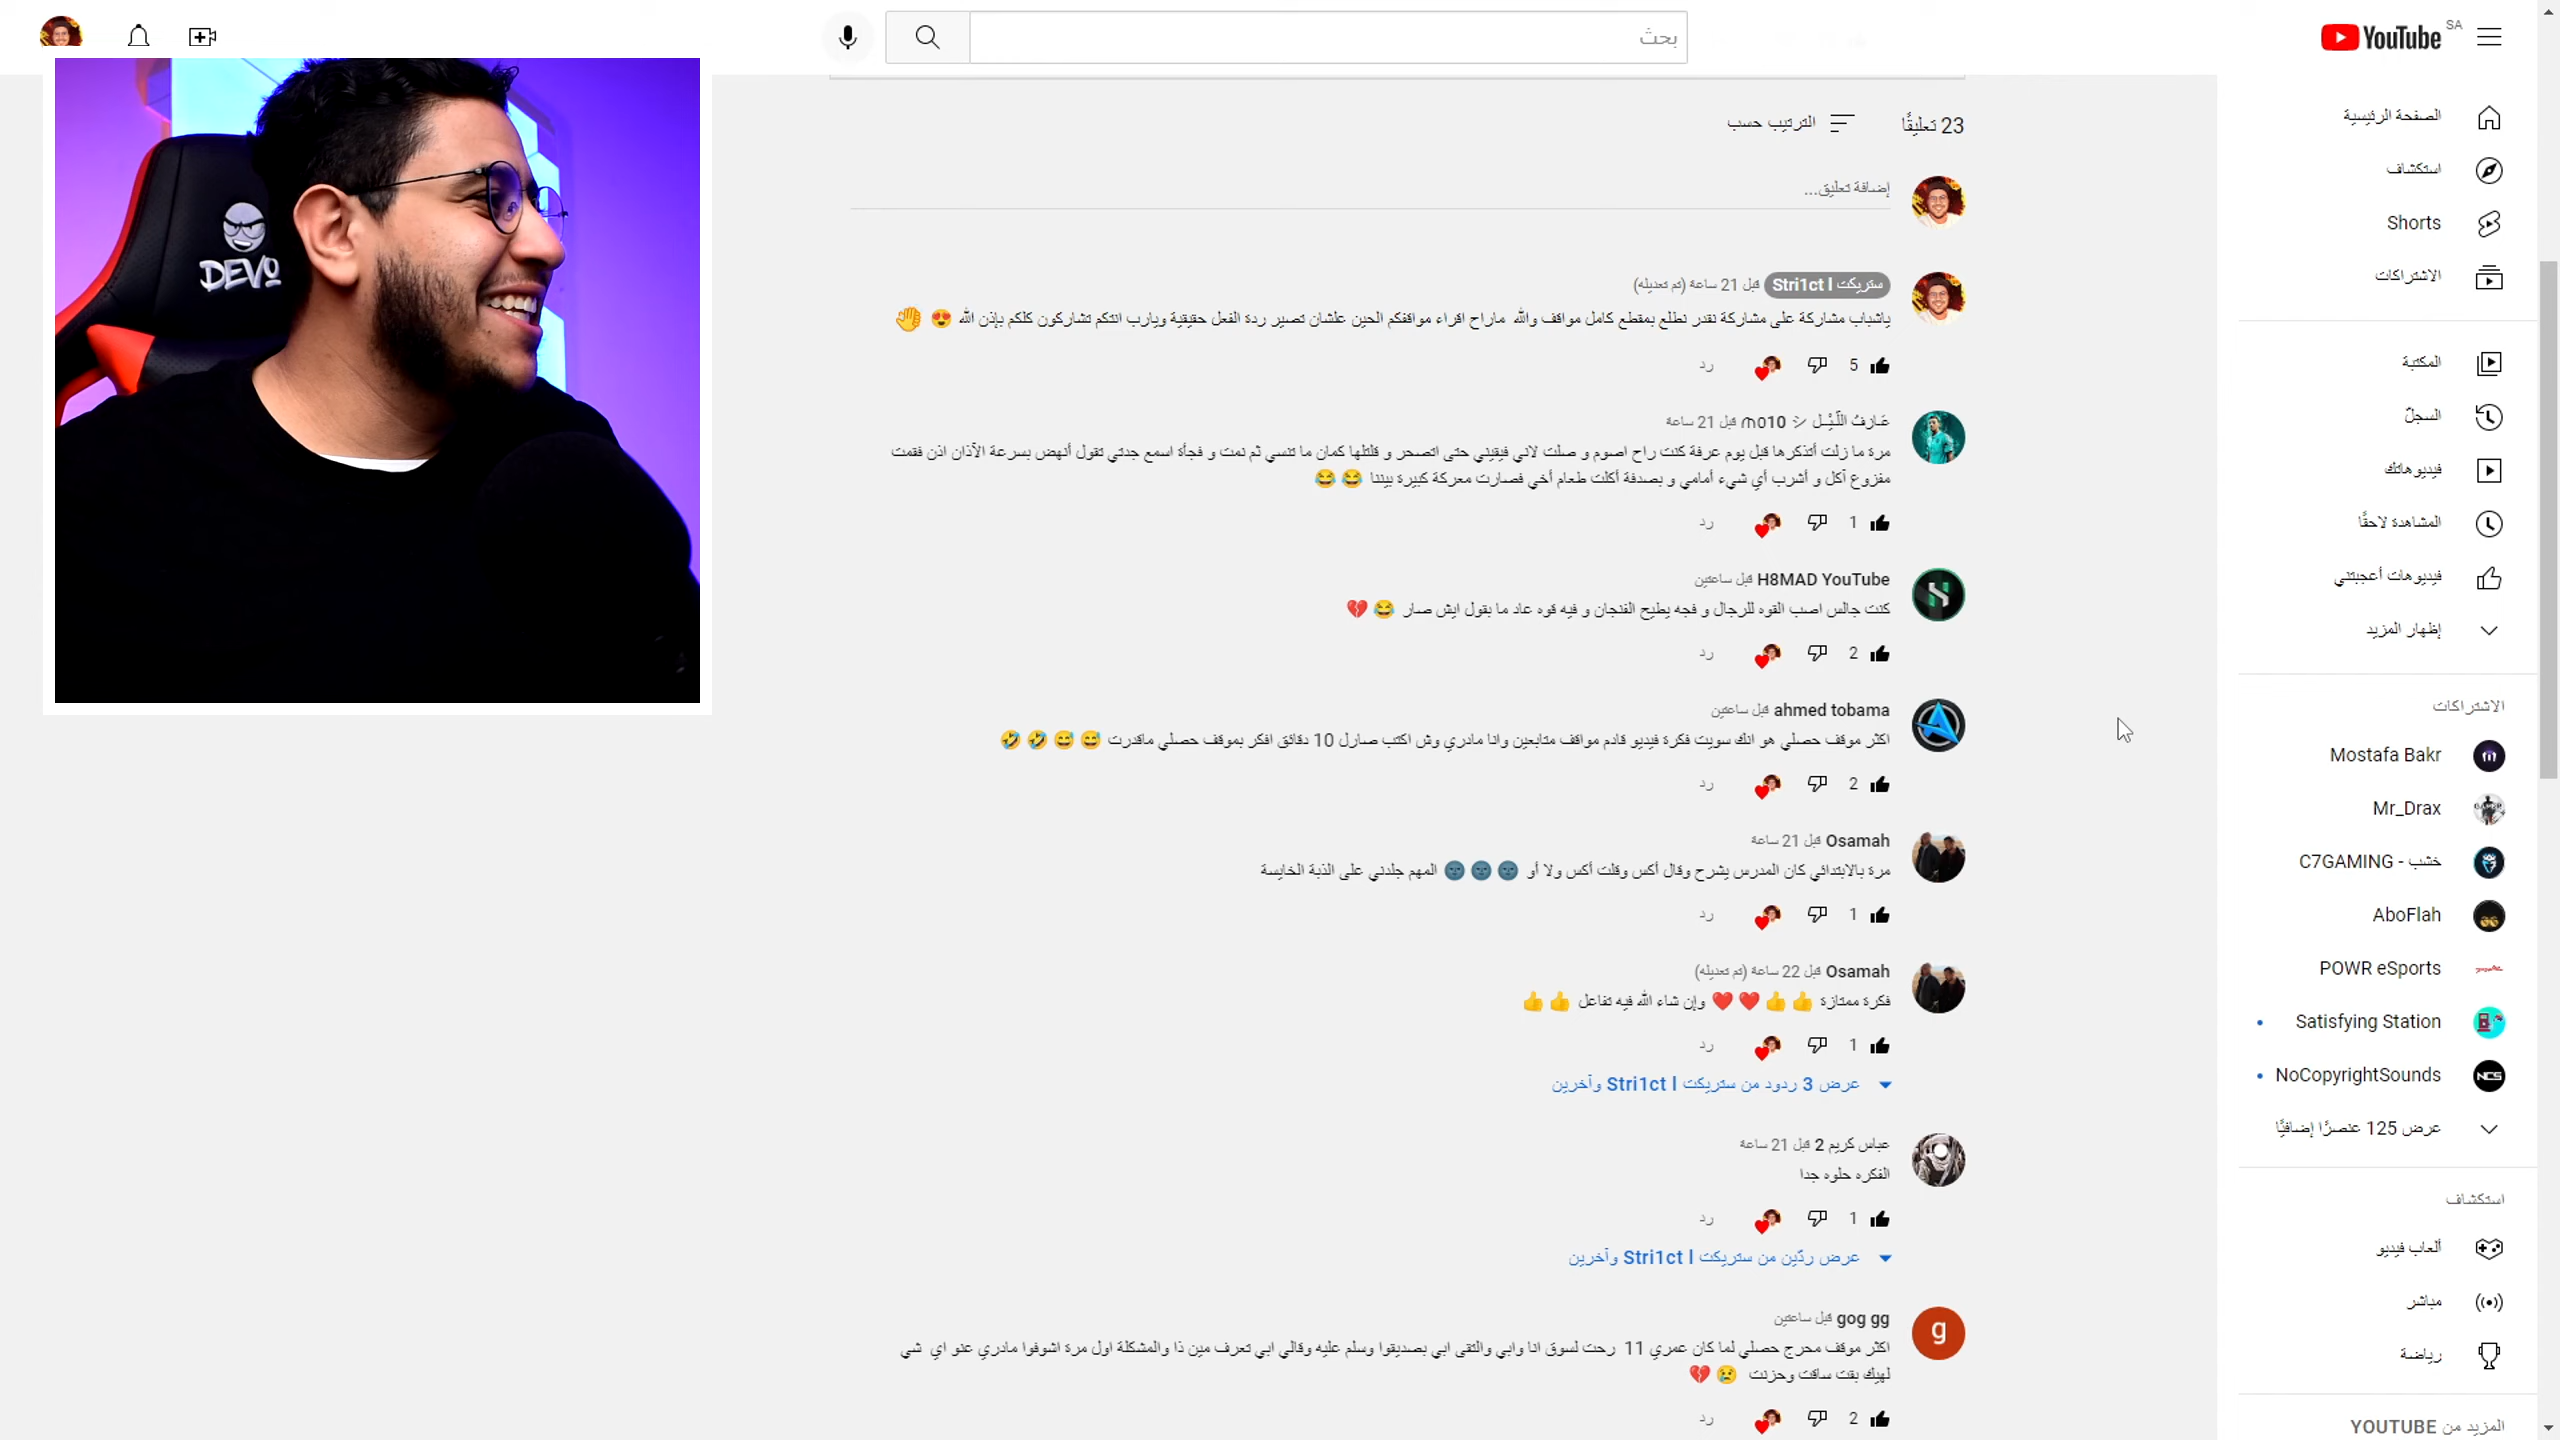 بحث
YouTube SA
23 تعليقًا
الترتيب حسب
إضافة تعليق...
ستريكت Stri1ct l قبل 21 ساعة (تم تعديله)
ياشباب مشاركة على مشاركة نقدر نطلع بمقطع كامل مواقف والله ماراح اقراء مواقفكم الحين علشان تصير ردة الفعل حقيقية ويارب انتكم تشاركون كلكم بإذن الله 😍 🤚
5
رد
قبل 21 ساعة
مرة ما زلت أتذكرها قبل يوم عرفة كنت راح اصوم و صلت لاني فيقيني حتى اتصحر و قلتلها كمان ما تنسي ثم نمت و فجأة اسمع جدتي تقول أنهض بسرعة الآذان اذن فقمت
مفزوع آكل و أشرب أي شيء أمامي و بصدفة أكلت طعام أخي فصارت معركة كبيرة بيننا 😂 😂
1
رد
H8MAD YouTube قبل ساعتين
كنت جالس اصب القوه للرجال و فجه يطيح الفنجان و فيه قوه عاد ما بقول ايش صار 😂 💔
2
رد
ahmed tobama قبل ساعتين
اكثر موقف حصلي هو انك سويت فكرة فيديو قادم مواقف متابعين وانا مادري وش اكتب صارل 10 دقائق افكر بموقف حصلي ماقدرت 😅 😅 🤣 🤣
2
رد
Osamah قبل 21 ساعة
مرة بالابتدائي كان المدرس يشرح وقال أكس وقلت أكس ولا أو 🌚 🌚 🌚 المهم جلدني على الذبة الخايسة
1
رد
Osamah قبل 22 ساعة (تم تعديله)
فكرة ممتازة 👍 👍 ❤️ ❤️ وإن شاء الله فيه تفاعل 👍 👍
1
رد
عرض 3 ردود من ستريكت Stri1ct l وآخرين
عباس كريم 2 قبل 21 ساعة
الفكره حلوه جدا
1
رد
عرض ردّين من ستريكت Stri1ct l وآخرين
g
gog gg قبل ساعتين
اكثر موقف محرج حصلي لما كان عمري 11 رحت لسوق انا وابي والتقى ابي بصديقوا وسلم عليه وقالي ابي تعرف مين ذا والمشكلة اول مرة اشوفوا مادري عنو اي شي
لهيك بقت ساقت وحزنت 😢 💔
2
رد
الصفحة الرئيسية
استكشاف
Shorts
الاشتراكات
المكتبة
السجلّ
فيديوهاتك
المشاهدة لاحقًا
فيديوهات أعجبتني
إظهار المزيد
الاشتراكات
Mostafa Bakr
Mr_Drax
خشب - C7GAMING
AboFlah
POWR eSports
Satisfying Station
NoCopyrightSounds
NCS
عرض 125 عنصرًا إضافيًّا
استكشاف
ألعاب فيديو
مباشر
رياضة
المزيد من YOUTUBE
DEVO